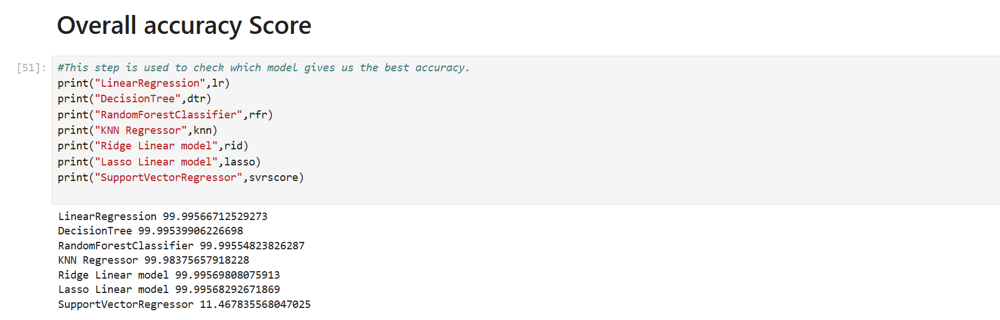 Overall accuracy Score
[51]:
#This step is used to check which model gives us the best accuracy.
print("LinearRegression",lr)
print("DecisionTree",dtr)
print("RandomForestClassifier",rfr)
print("KNN Regressor",knn)
print("Ridge Linear model",rid)
print("Lasso Linear model",lasso)
print("SupportVectorRegressor",svrscore)
LinearRegression 99.99566712529273
DecisionTree 99.99539906226698
RandomForestClassifier 99.99554823826287
KNN Regressor 99.98375657918228
Ridge Linear model 99.99569808075913
Lasso Linear model 99.99568292671869
SupportVectorRegressor 11.467835568047025